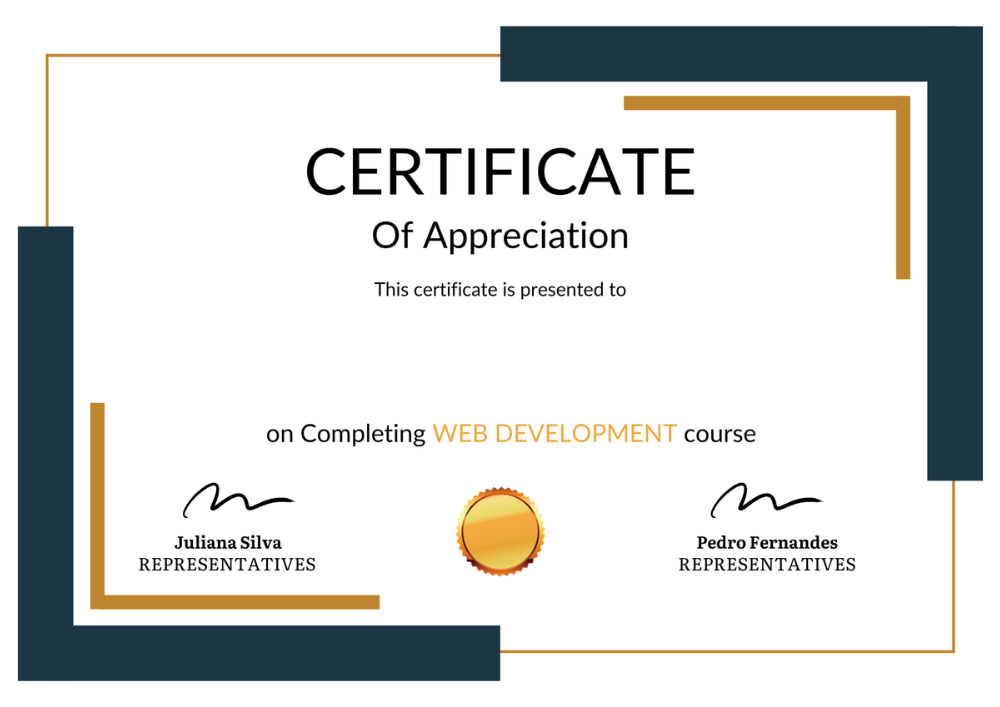 CERTIFICATE
Of Appreciation
This certificate is presented to
on Completing WEB DEVELOPMENT course
Juliana Silva
REPRESENTATIVES
Pedro Fernandes
REPRESENTATIVES